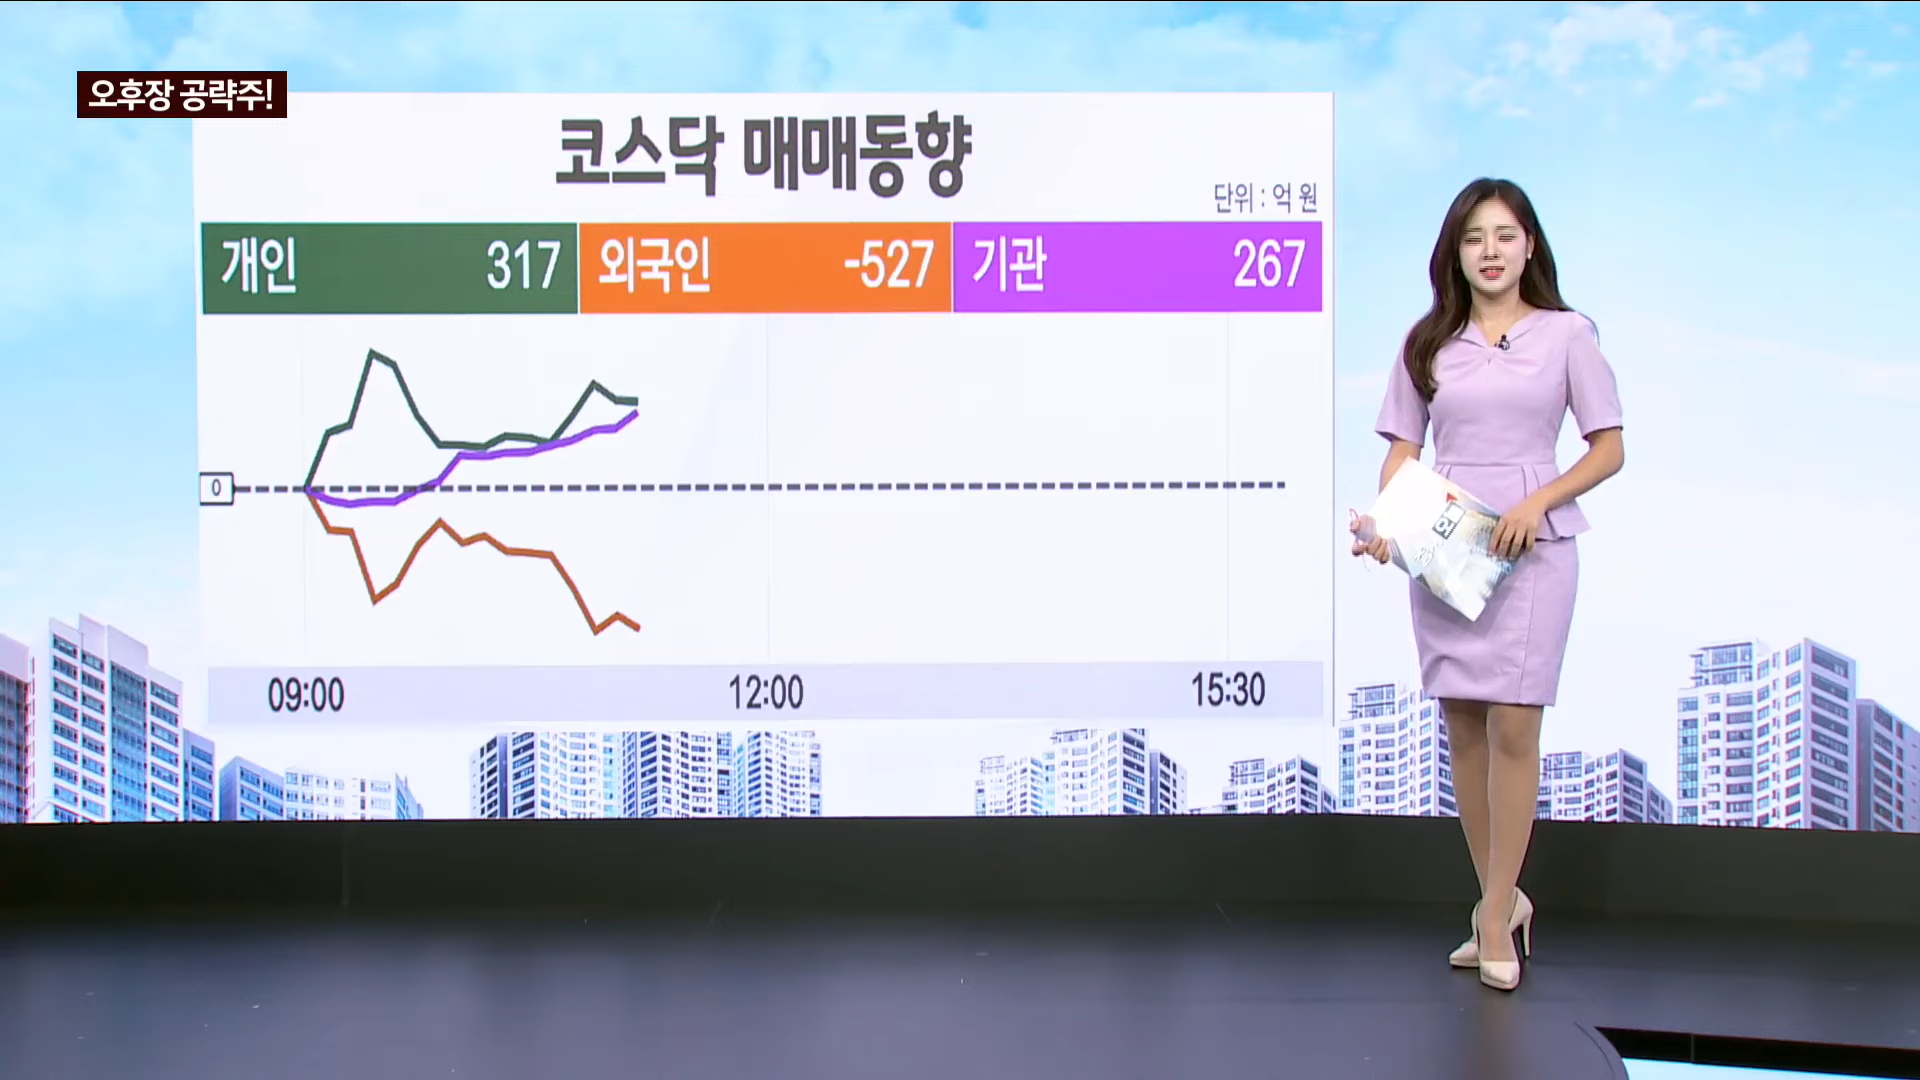 오후장 공략주!
코스닥 매매동향
단위 : 억 원
개인 317 외국인 -527 기관 267
0
09:00 12:00 15:30